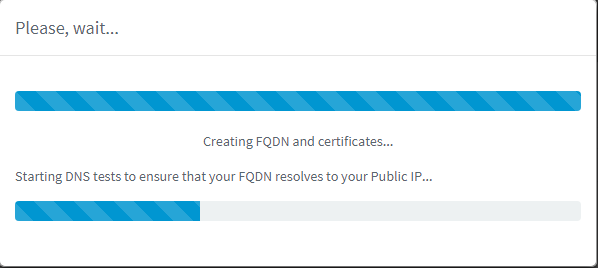 Please, wait...
Creating FQDN and certificates...
Starting DNS tests to ensure that your FQDN resolves to your Public IP...